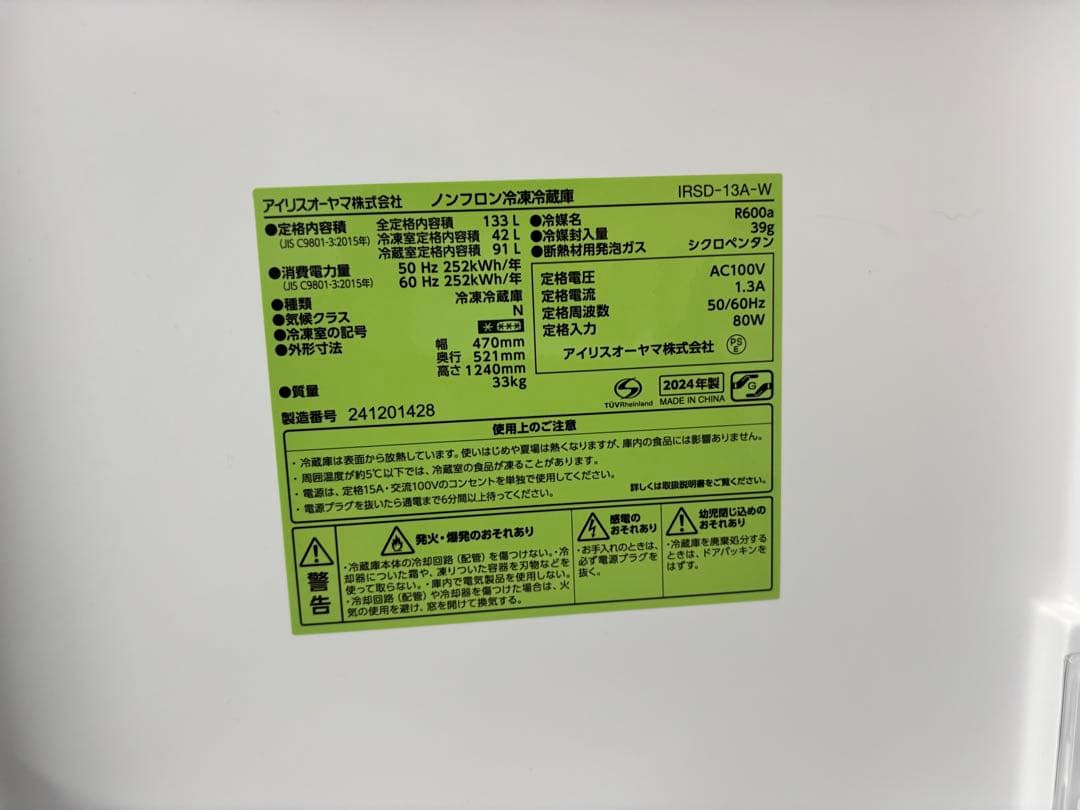 アイリスオーヤマ株式会社 ノンフロン冷凍冷蔵庫 IRSD-13A-W
●定格内容積 全定格内容積 133 L
(JIS C9801-3:2015年) 冷凍室定格内容積 42 L
冷蔵室定格内容積 91 L
●消費電力量 50 Hz 252kWh/年
(JIS C9801-3:2015年) 60 Hz 252kWh/年
●種類 冷凍冷蔵庫
●気候クラス N
●冷凍室の記号
●外形寸法 幅 470mm
奥行 521mm
高さ 1240mm
●質量 33kg
製造番号 241201428
●冷媒名 R600a
●冷媒封入量 39g
●断熱材用発泡ガス シクロペンタン
定格電圧 AC100V
定格電流 1.3A
定格周波数 50/60Hz
定格入力 80W
アイリスオーヤマ株式会社 PS E
TÜVRheinland 2024年製 MADE IN CHINA G
使用上のご注意
・冷蔵庫は表面から放熱しています。使いはじめや夏場は熱くなりますが、庫内の食品には影響ありません。
・周囲温度が約5℃以下では、冷蔵室の食品が凍ることがあります。
・電源は、定格15A・交流100Vのコンセントを単独で使用してください。
・電源プラグを抜いたら通電まで6分間以上待ってください。 詳しくは取扱説明書をご覧ください。
警告
発火・爆発のおそれあり
・冷蔵庫本体の冷却回路（配管）を傷つけない。・冷
却器についた霜や、凍りついた容器を刃物などを
使って取らない。・庫内で電気製品を使用しない。
・冷却回路（配管）や冷却器を傷つけた場合は、火
気の使用を避け、窓を開けて換気する。
感電の
おそれあり
・お手入れのときは、
必ず電源プラグを
抜く。
幼児閉じ込めの
おそれあり
・冷蔵庫を廃棄処分する
ときは、ドアパッキンを
はずす。